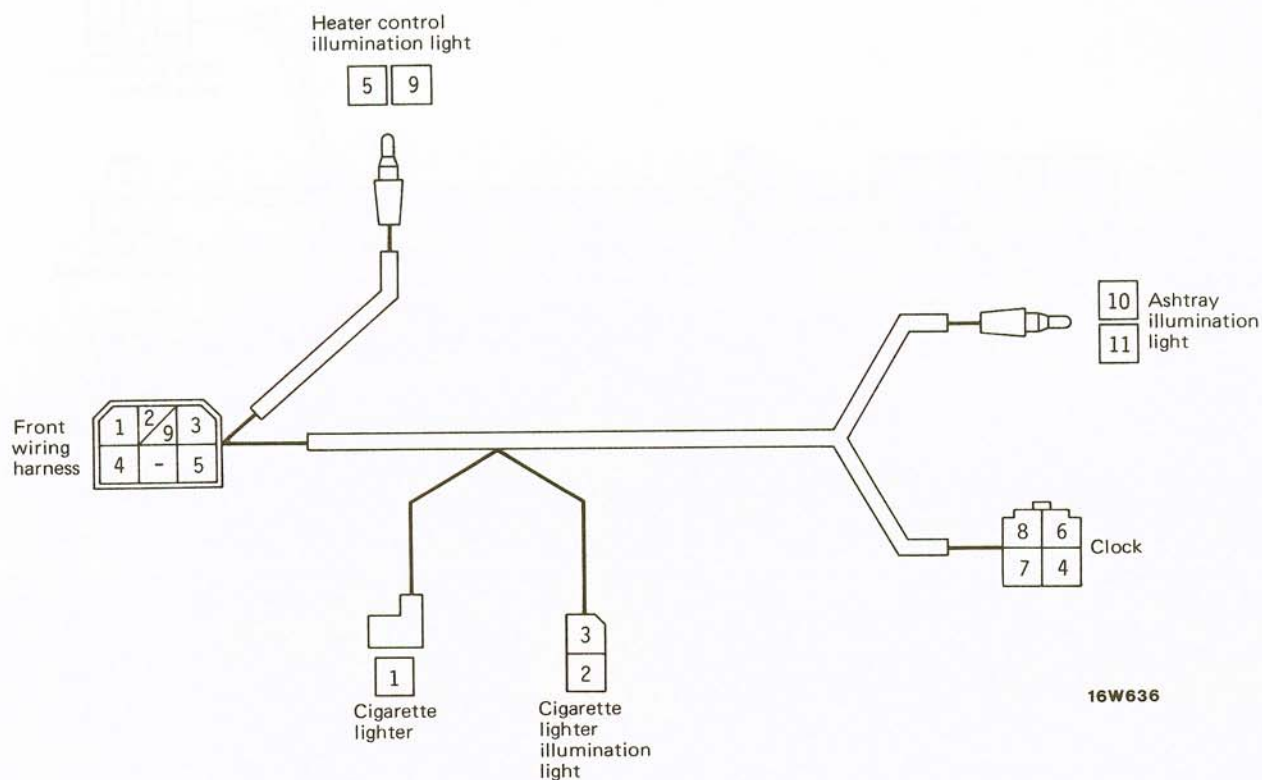 Heater control
illumination light
5 9
10 Ashtray
illumination
11 light
Front
wiring
harness
1 2 9 3
4 - 5
8 6
7 4
Clock
3
2
1
Cigarette
lighter
Cigarette
lighter
illumination
light
16W636